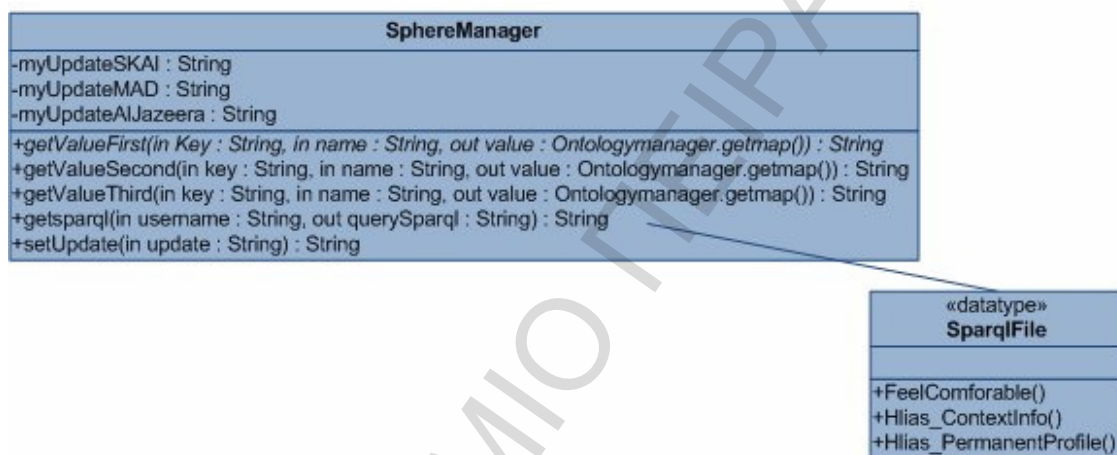 SphereManager
-myUpdateSKAI : String
-myUpdateMAD : String
-myUpdateAlJazeera : String
+getValueFirst(in Key : String, in name : String, out value : Ontologymanager.getmap()) : String
+getValueSecond(in key : String, in name : String, out value : Ontologymanager.getmap()) : String
+getValueThird(in key : String, in name : String, out value : Ontologymanager.getmap()) : String
+getsparql(in username : String, out querySparql : String) : String
+setUpdate(in update : String) : String
«datatype»
SparqlFile
+FeelComforable()
+Hlias_ContextInfo()
+Hlias_PermanentProfile()
ΜΙΟ ΠΕΙΡΑ